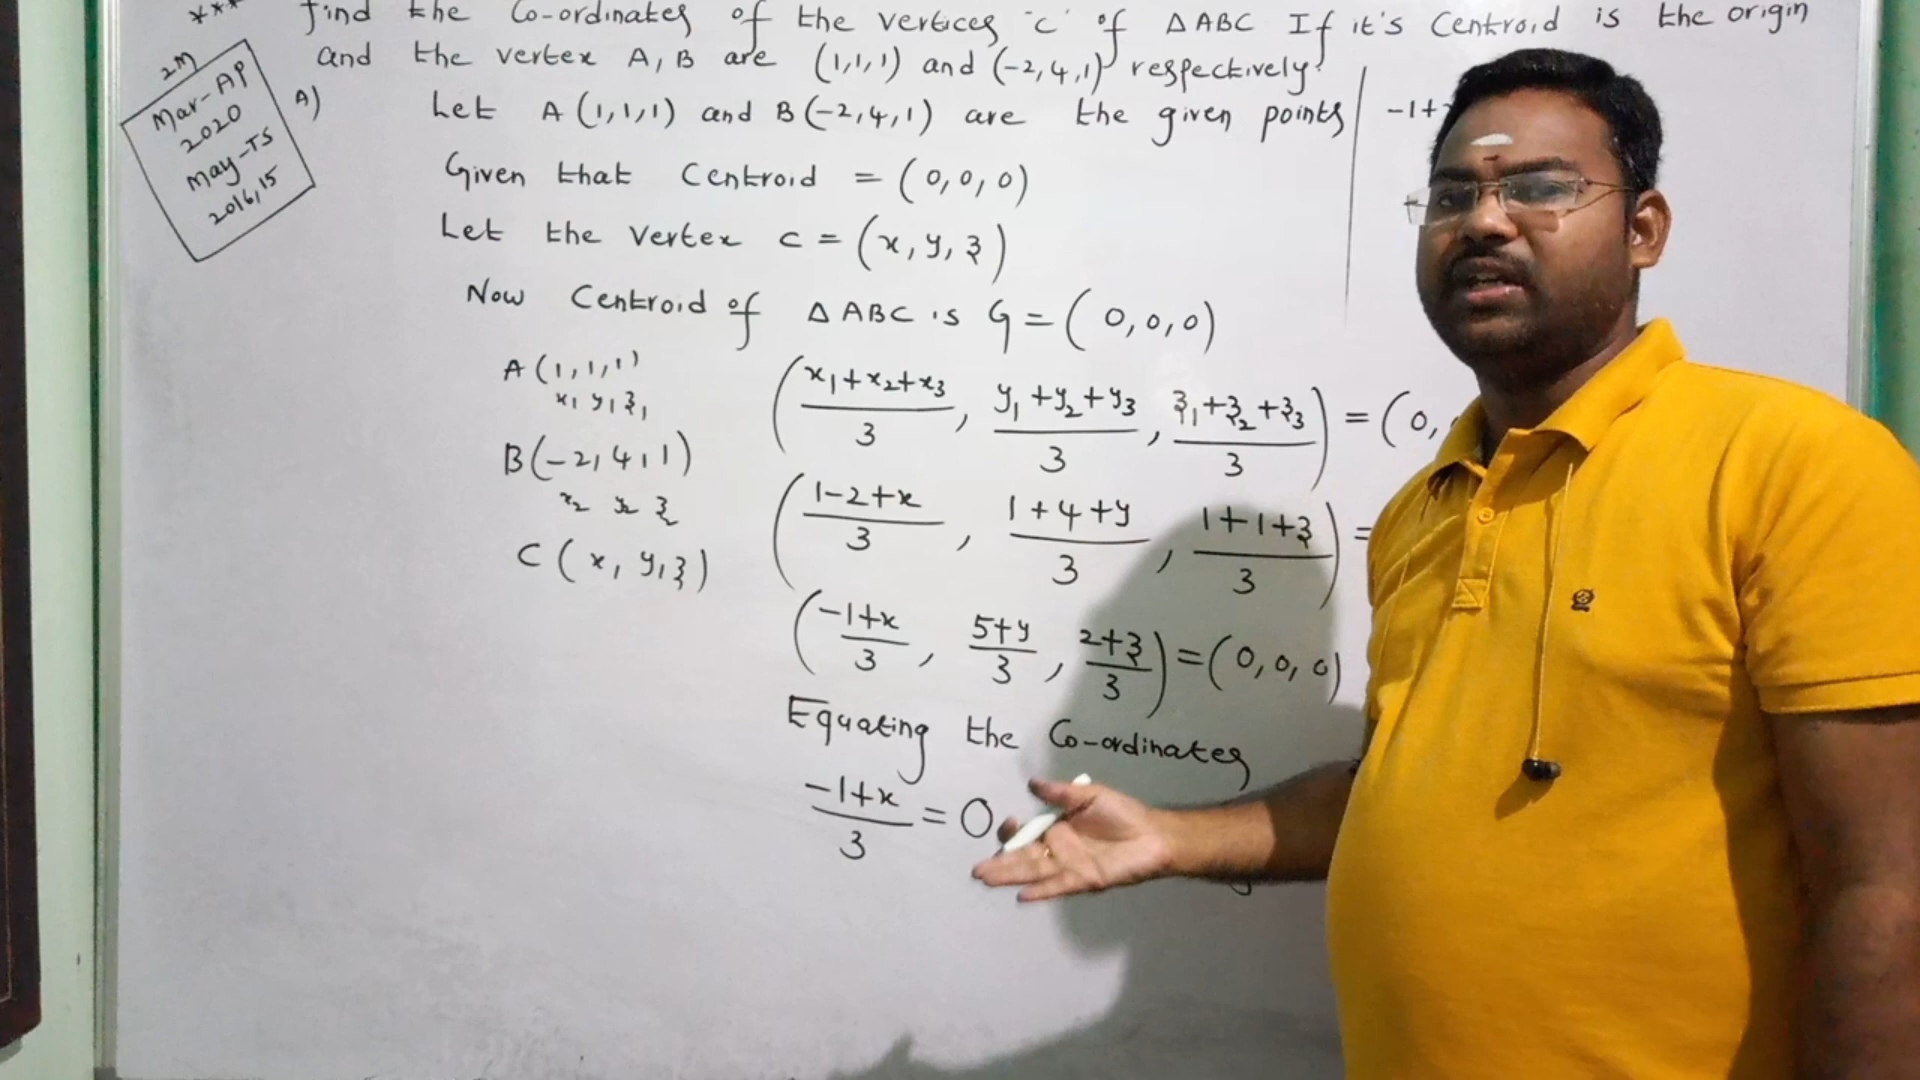 ***
find the Co-ordinates of the vertices 'c' of Δ ABC If it's Centroid is the origin
and the vertex A, B are (1,1,1) and (-2,4,1) respectively?
2M
Mar-AP
2020
May-TS
2016,15
A)
Let A (1,1,1) and B (-2,4,1) are the given points
Given that Centroid = (0,0,0)
Let the vertex c = (x, y, z)
Now Centroid of Δ ABC is G = (0,0,0)
A (1,1,1)
x1 y1 z1
B (-2,4,1)
x2 y2 z2
C (x, y, z)
(x1+x2+x3/3, y1+y2+y3/3, z1+z2+z3/3) = (0,
(1-2+x/3, 1+4+y/3, 1+1+z/3) =
(-1+x/3, 5+y/3, 2+z/3) = (0,0,0)
Equating the Co-ordinates
-1+x/3 = 0
-1+